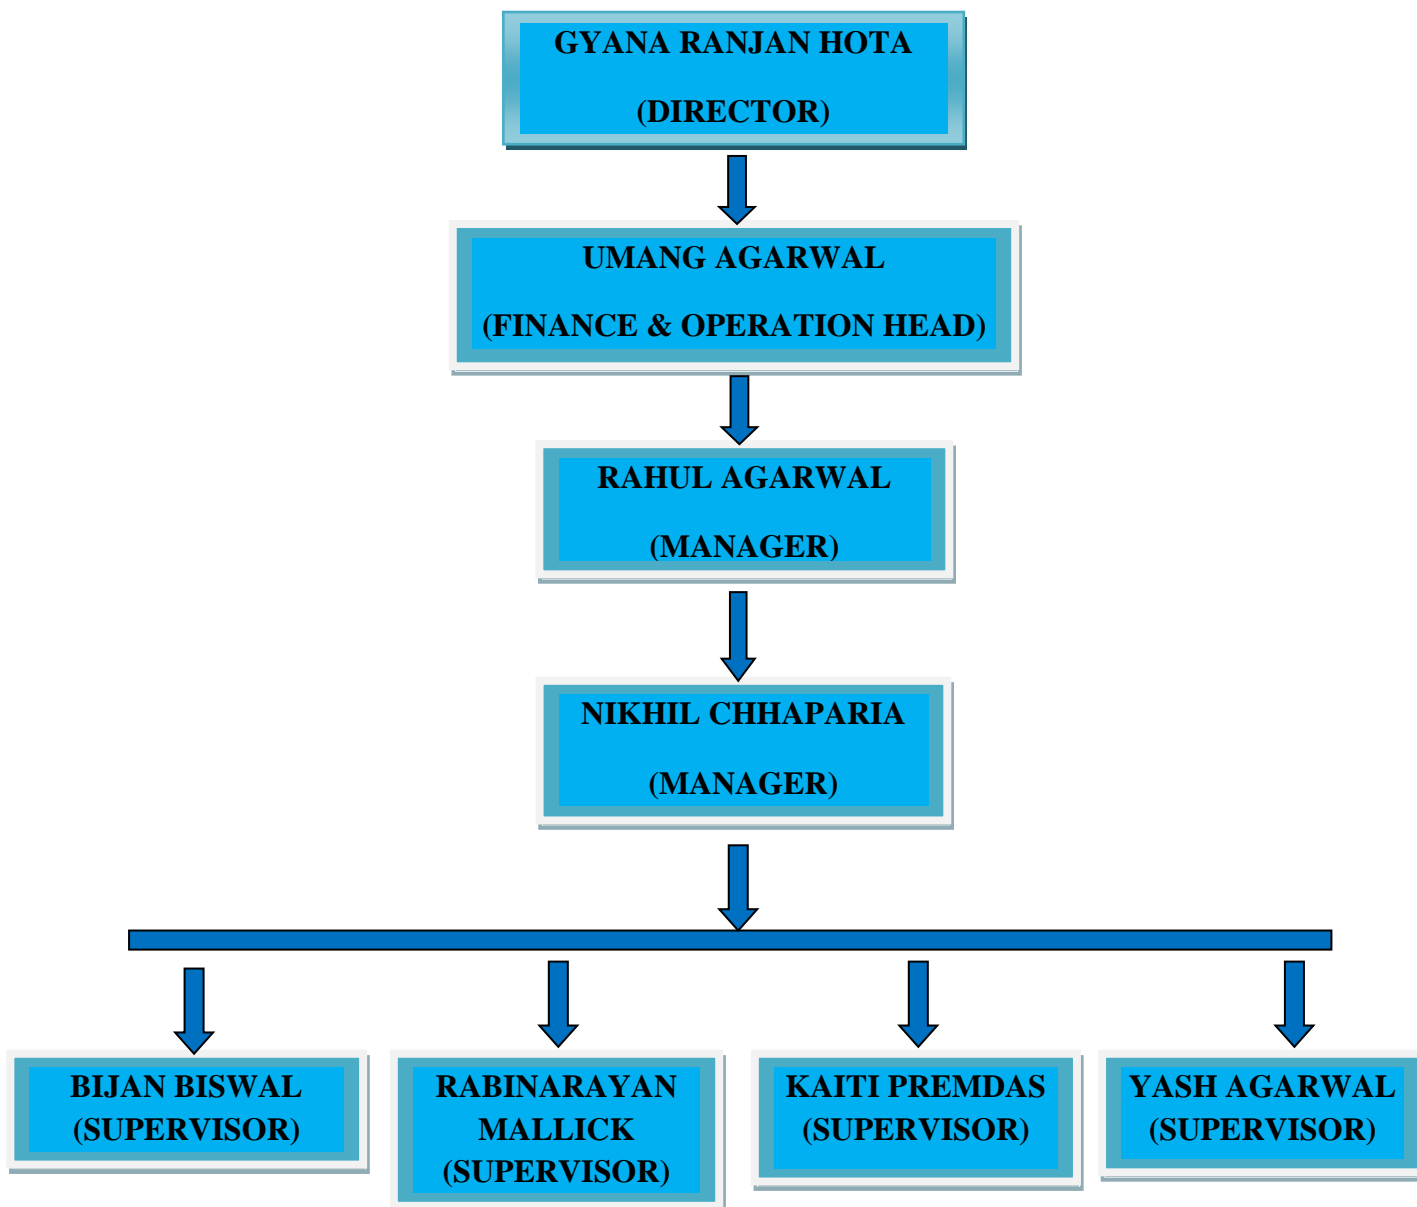 GYANA RANJAN HOTA
(DIRECTOR)
UMANG AGARWAL
(FINANCE & OPERATION HEAD)
RAHUL AGARWAL
(MANAGER)
NIKHIL CHHAPARIA
(MANAGER)
BIJAN BISWAL
(SUPERVISOR)
RABINARAYAN
MALLICK
(SUPERVISOR)
KAITI PREMDAS
(SUPERVISOR)
YASH AGARWAL
(SUPERVISOR)